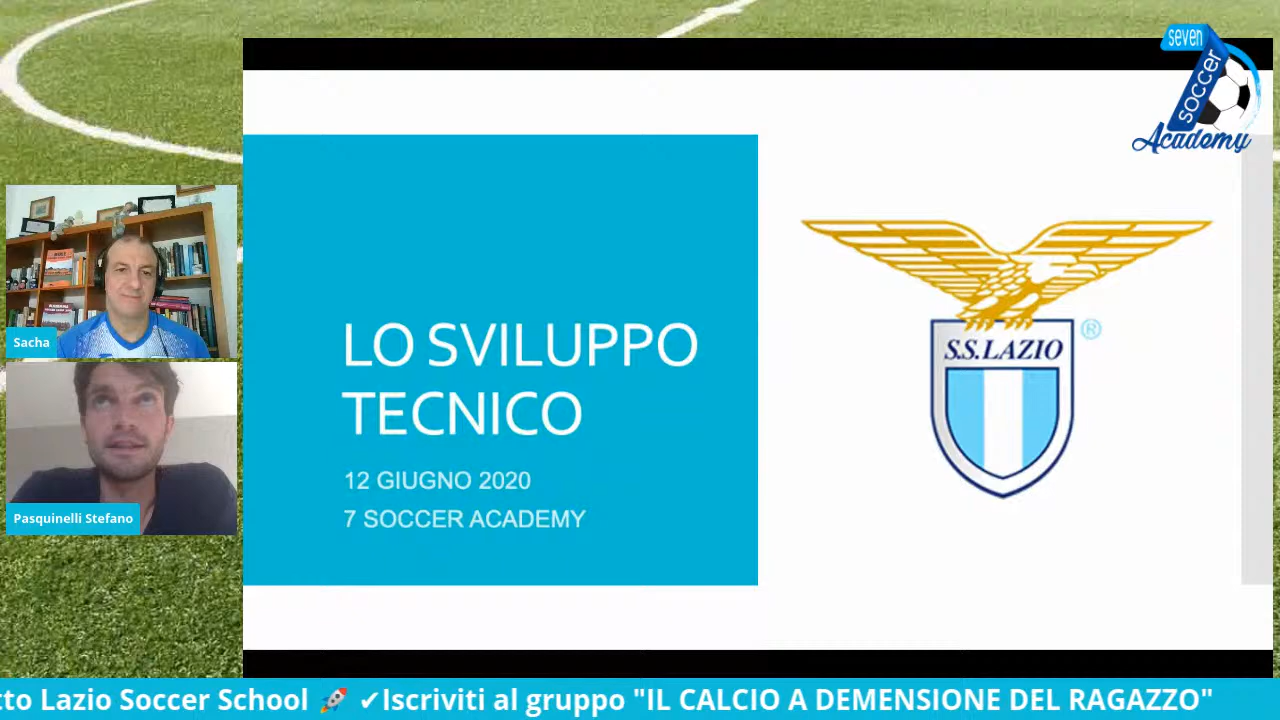 seven
SOCCER
Academy
Sacha
Pasquinelli Stefano
LO SVILUPPO
TECNICO
12 GIUGNO 2020
7 SOCCER ACADEMY
S.S.LAZIO
®
tto Lazio Soccer School 🚀 ✔Iscriviti al gruppo "IL CALCIO A DEMENSIONE DEL RAGAZZO"